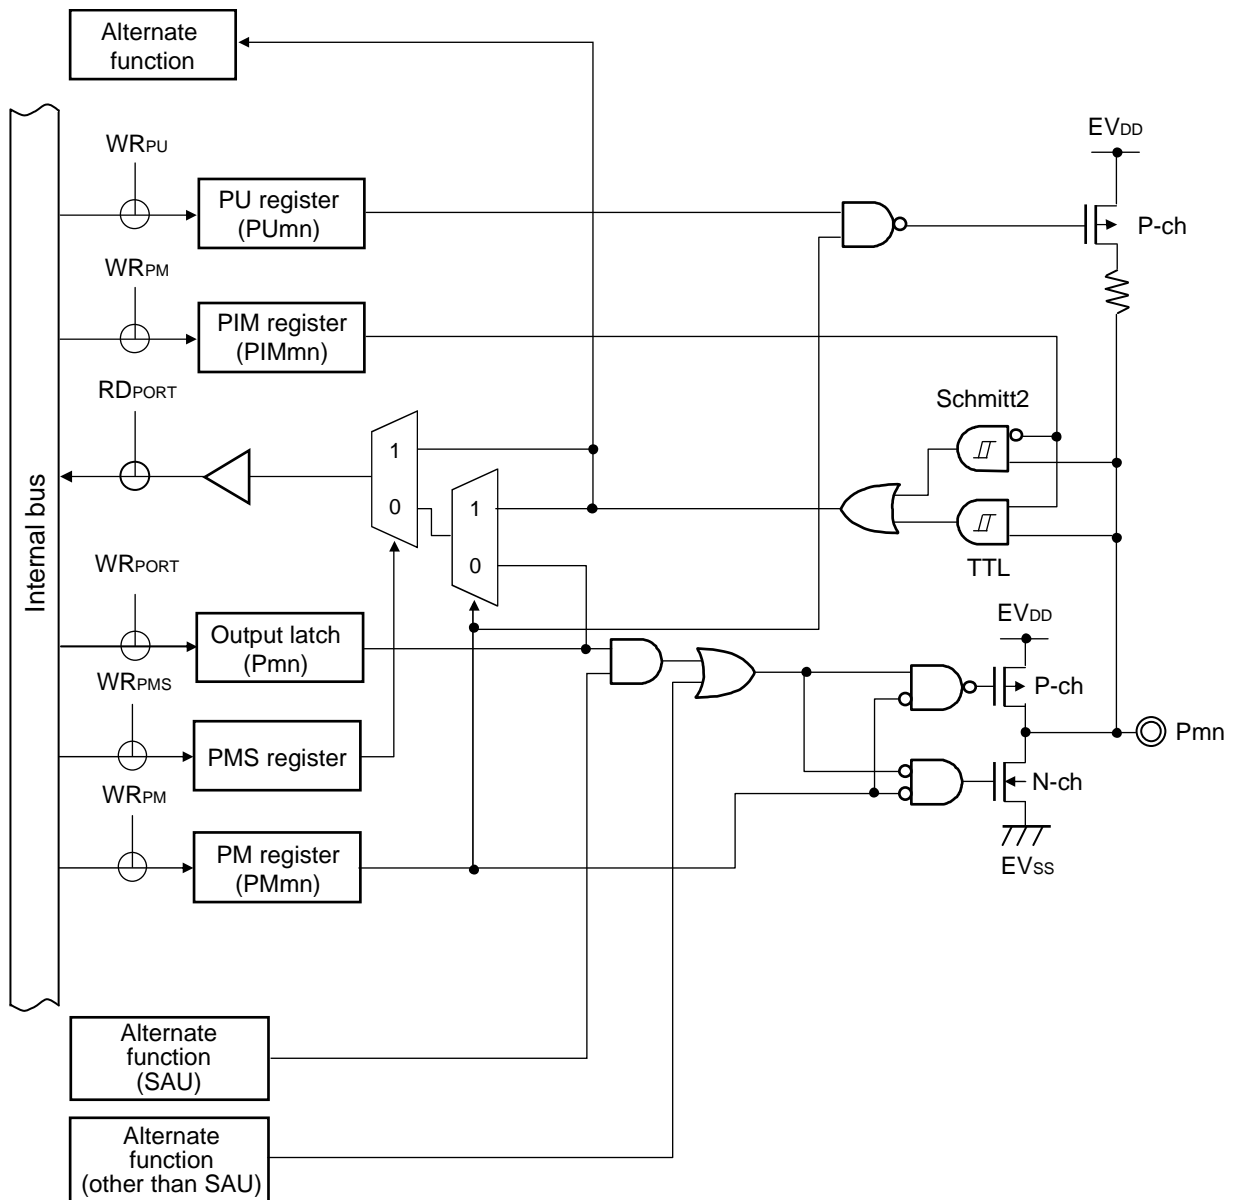 Alternate
function
EVDD
WRPU
PU register
(PUmn)
P-ch
WRPM
PIM register
(PIMmn)
RDPORT
Schmitt2
1
0
1
0
TTL
Internal bus
WRPORT
Output latch
(Pmn)
EVDD
P-ch
WRPMS
PMS register
Pmn
N-ch
WRPM
PM register
(PMmn)
EVSS
Alternate
function
(SAU)
Alternate
function
(other than SAU)